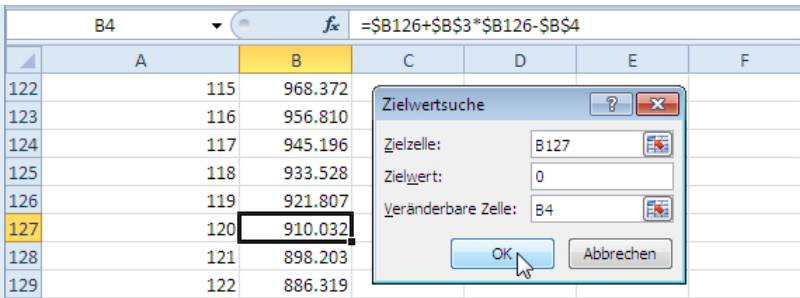 B4 fx =$B126+$B$3*$B126-$B$4
A B C D E F
122 115 968.372
123 116 956.810
124 117 945.196
125 118 933.528
126 119 921.807
127 120 910.032
128 121 898.203
129 122 886.319
Zielwertsuche ?
Zielzelle: B127
Zielwert: 0
Veränderbare Zelle: B4
OK Abbrechen